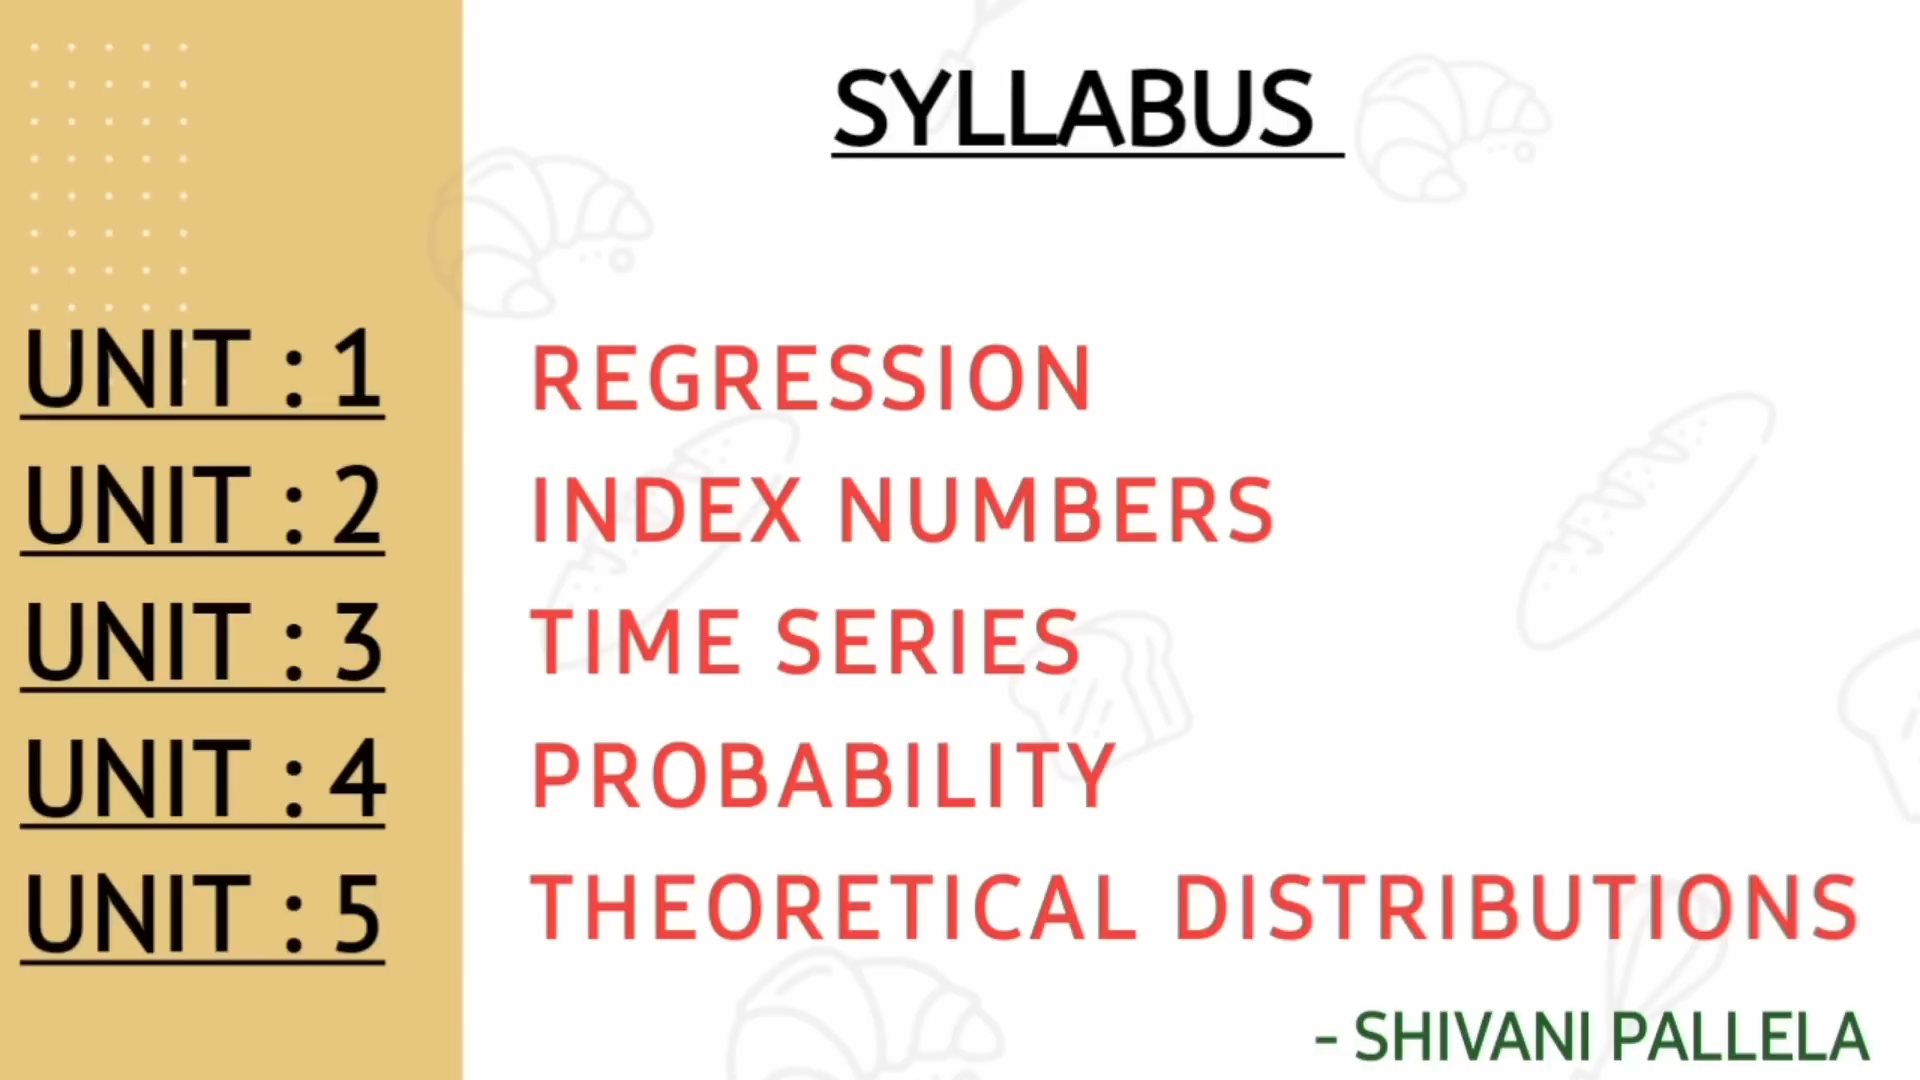 SYLLABUS
UNIT : 1 REGRESSION
UNIT : 2 INDEX NUMBERS
UNIT : 3 TIME SERIES
UNIT : 4 PROBABILITY
UNIT : 5 THEORETICAL DISTRIBUTIONS
- SHIVANI PALLELA